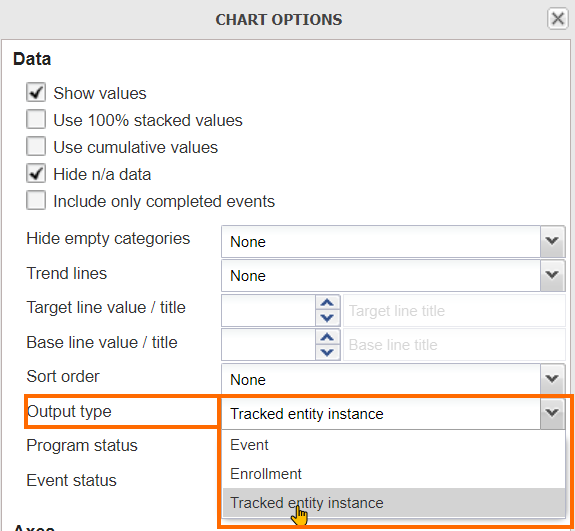 CHART OPTIONS
Data
Show values
Use 100% stacked values
Use cumulative values
Hide n/a data
Include only completed events
Hide empty categories None
Trend lines None
Target line value / title Target line title
Base line value / title Base line title
Sort order None
Output type Tracked entity instance
Program status Event
Enrollment
Event status
Tracked entity instance